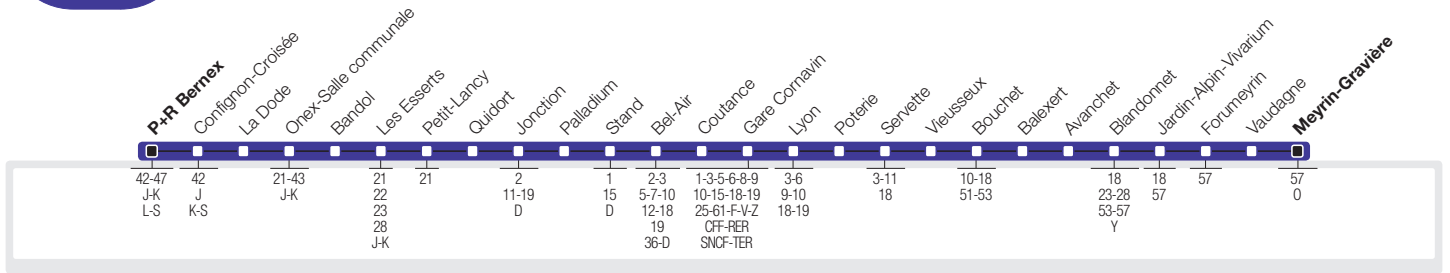 P+R Bernex
Confignon-Croisée
La Dode
Onex-Salle communale
Bandol
Les Esserts
Petit-Lancy
Quidort
Jonction
Palladium
Stand
Bel-Air
Coutance
Gare Cornavin
Lyon
Poterie
Servette
Vieusseux
Bouchet
Balexert
Avanchet
Blandonnet
Jardin-Alpin-Vivarium
Forumeyrin
Vaudagne
Meyrin-Gravière
42-47
J-K
L-S
42
J
K-S
21-43
J-K
21
22
23
28
J-K
21
2
11-19
D
1
15
D
2-3
5-7-10
12-18
19
36-D
1-3-5-6-8-9
10-15-18-19
25-61-F-V-Z
CFF-RER
SNCF-TER
3-6
9-10
18-19
3-11
18
10-18
51-53
18
23-28
53-57
Y
18
57
57
57
O